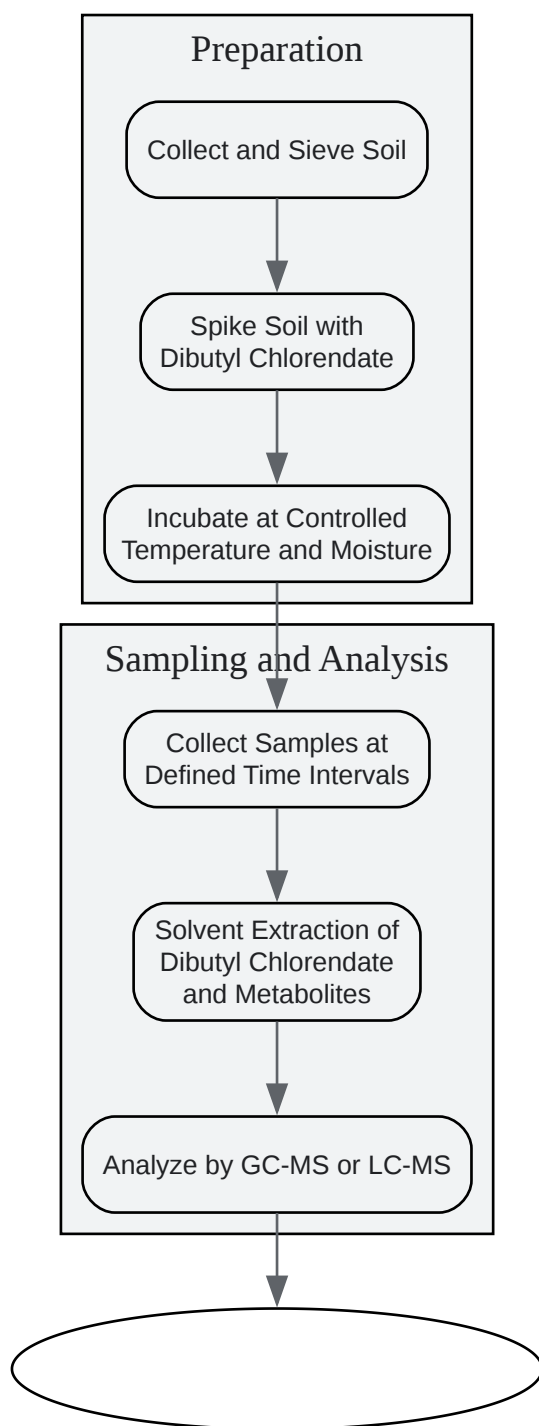 Preparation
Collect and Sieve Soil
Spike Soil with
Dibutyl Chlorendate
Incubate at Controlled
Temperature and Moisture
Sampling and Analysis
Collect Samples at
Defined Time Intervals
Solvent Extraction of
Dibutyl Chlorendate
and Metabolites
Analyze by GC-MS or LC-MS